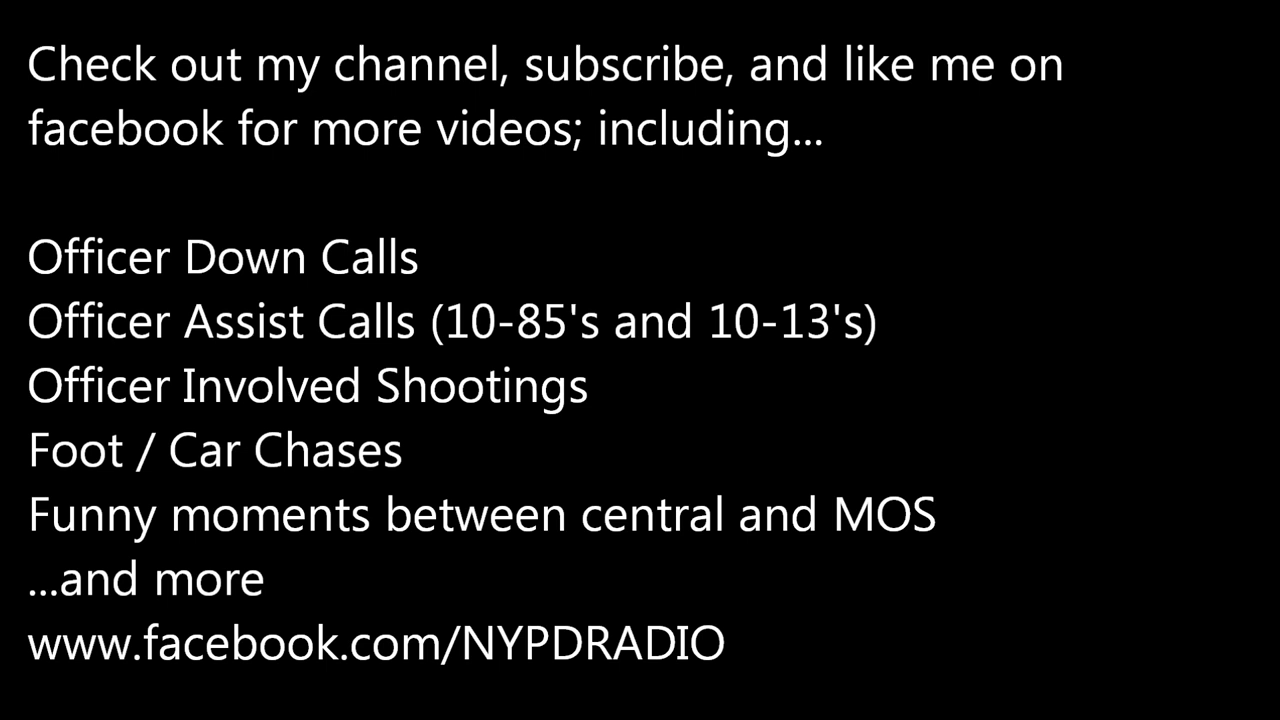 Check out my channel, subscribe, and like me on
facebook for more videos; including...
Officer Down Calls
Officer Assist Calls (10-85's and 10-13's)
Officer Involved Shootings
Foot / Car Chases
Funny moments between central and MOS
...and more
www.facebook.com/NYPDRADIO